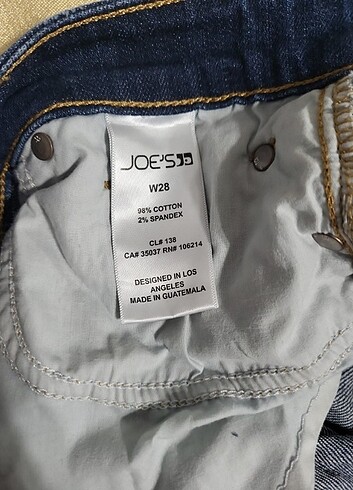 JOE'S
W28
98% COTTON
2% SPANDEX
CL# 138
CA# 35037 RN# 106214
DESIGNED IN LOS
ANGELES
MADE IN GUATEMALA